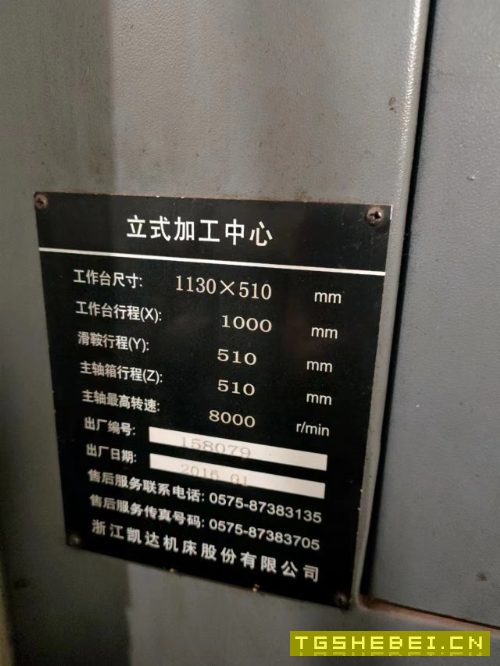 立式加工中心
工作台尺寸: 1130×510 mm
工作台行程(X): 1000 mm
滑鞍行程(Y): 510 mm
主轴箱行程(Z): 510 mm
主轴最高转速: 8000 r/min
出厂编号: 158079
出厂日期: 2016.01
售后服务联系电话: 0575-87383135
售后服务传真号码: 0575-87383705
浙江凯达机床股份有限公司
TGSHEBEI.CN